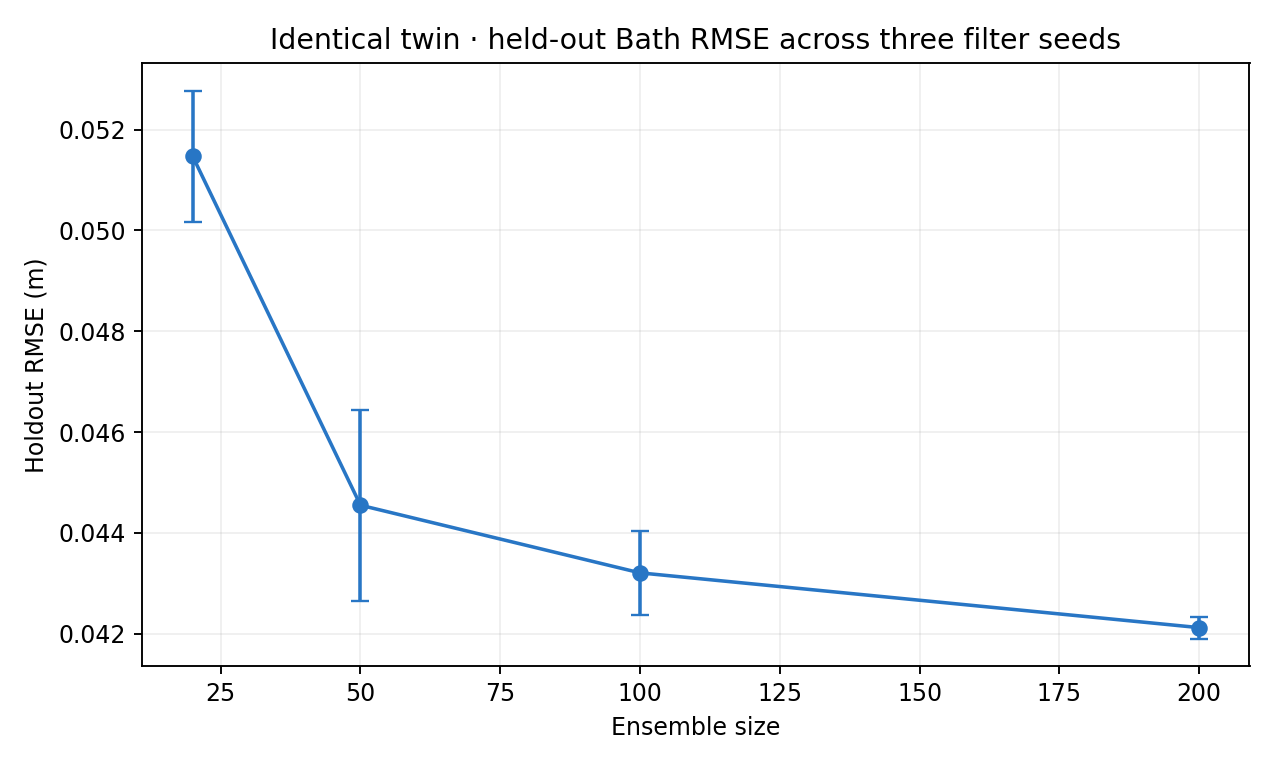 Identical twin · held-out Bath RMSE across three filter seeds
Holdout RMSE (m)
0.052
0.050
0.048
0.046
0.044
0.042
25 50 75 100 125 150 175 200
Ensemble size